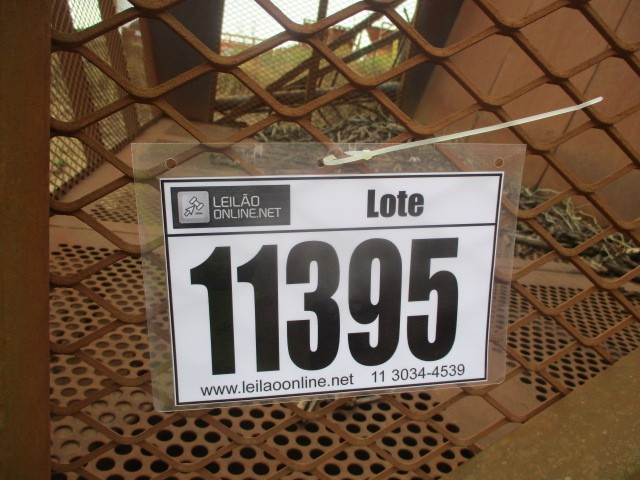 LEILÃO
ONLINE.NET
Lote
11395
www.leilaoonline.net 11 3034-4539